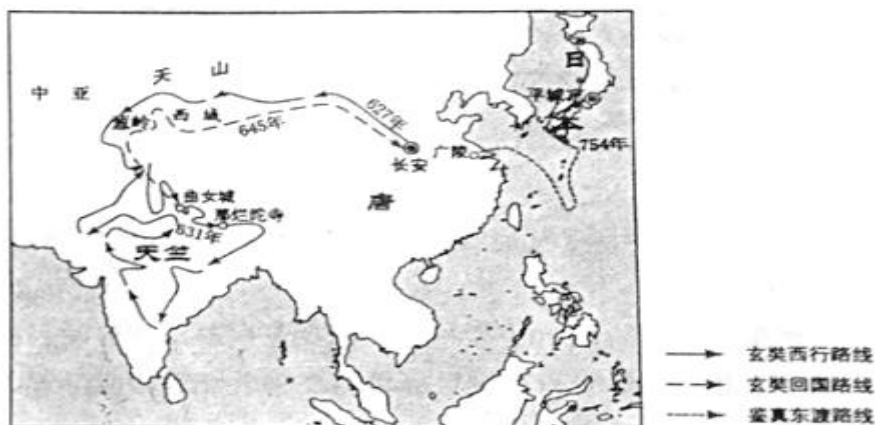 日本
天山
中亚
平城京
627年
葱岭
西域
645年
754年
长安
广陵
曲女城
唐
那烂陀寺
631年
天竺
玄奘西行路线
玄奘回国路线
鉴真东渡路线